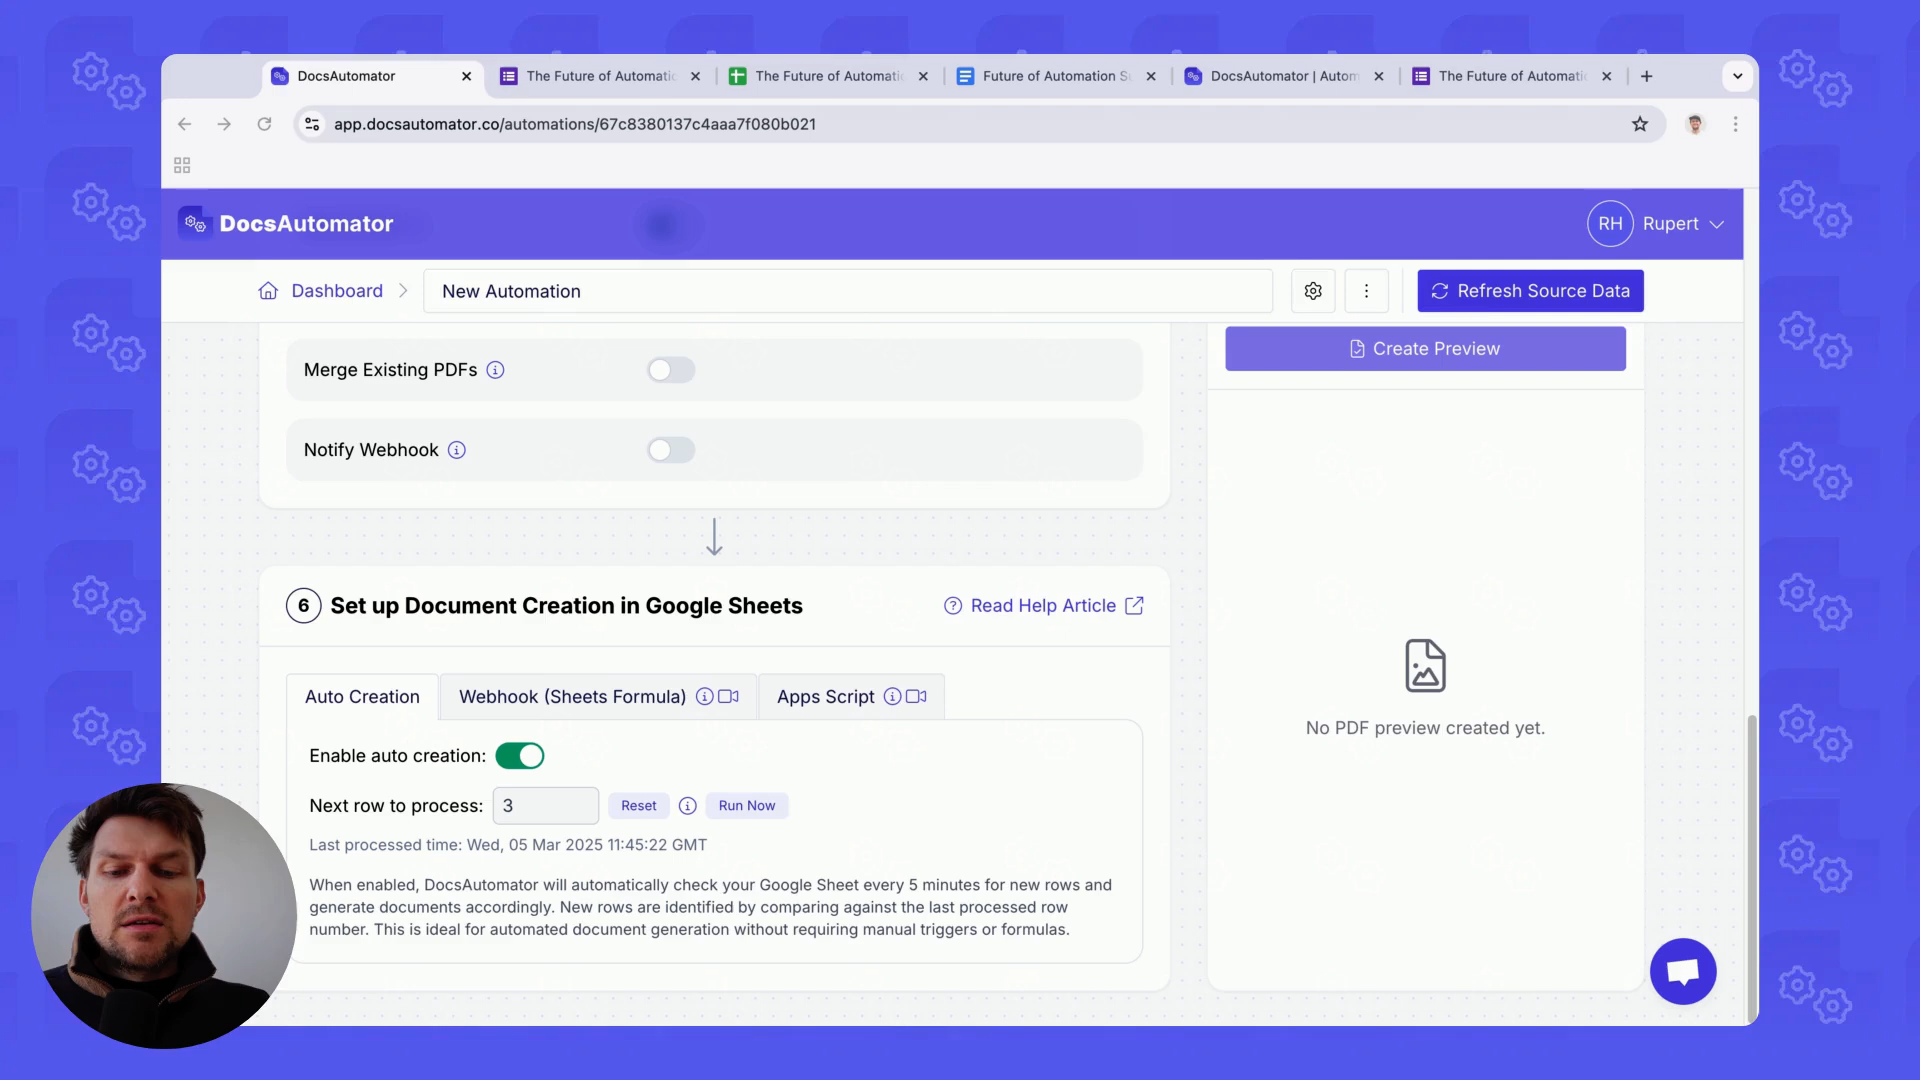 DocsAutomator
The Future of Automatic
The Future of Automatic
Future of Automation S
DocsAutomator | Autom
The Future of Automatic
app.docsautomator.co/automations/67c8380137c4aaa7f080b021
DocsAutomator
RH
Rupert
Dashboard
New Automation
Refresh Source Data
Create Preview
Merge Existing PDFs
Notify Webhook
6
Set up Document Creation in Google Sheets
Read Help Article
No PDF preview created yet.
Auto Creation
Webhook (Sheets Formula)
Apps Script
Enable auto creation:
Next row to process: 3 Reset Run Now
Last processed time: Wed, 05 Mar 2025 11:45:22 GMT
When enabled, DocsAutomator will automatically check your Google Sheet every 5 minutes for new rows and
generate documents accordingly. New rows are identified by comparing against the last processed row
number. This is ideal for automated document generation without requiring manual triggers or formulas.